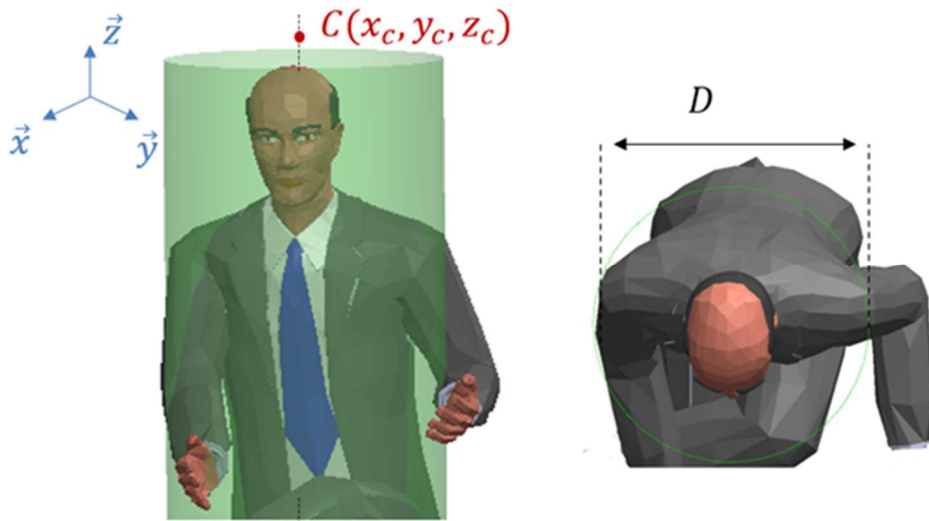 C(x_C, y_C, z_C)
z⃗
x⃗
y⃗
D